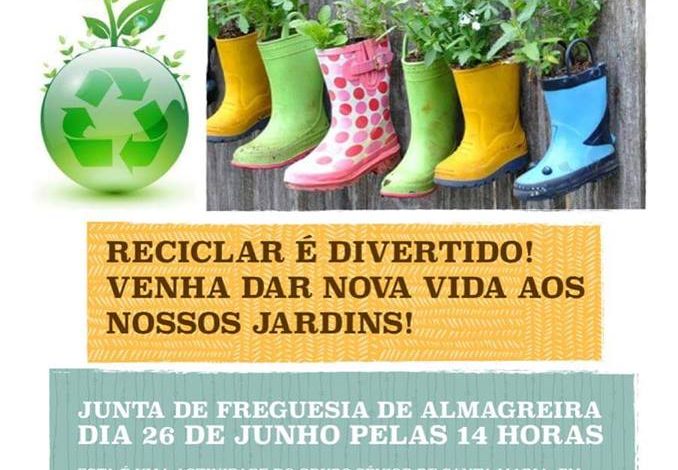 RECICLAR É DIVERTIDO!
VENHA DAR NOVA VIDA AOS
NOSSOS JARDINS!
JUNTA DE FREGUESIA DE ALMAGREIRA
DIA 26 DE JUNHO PELAS 14 HORAS